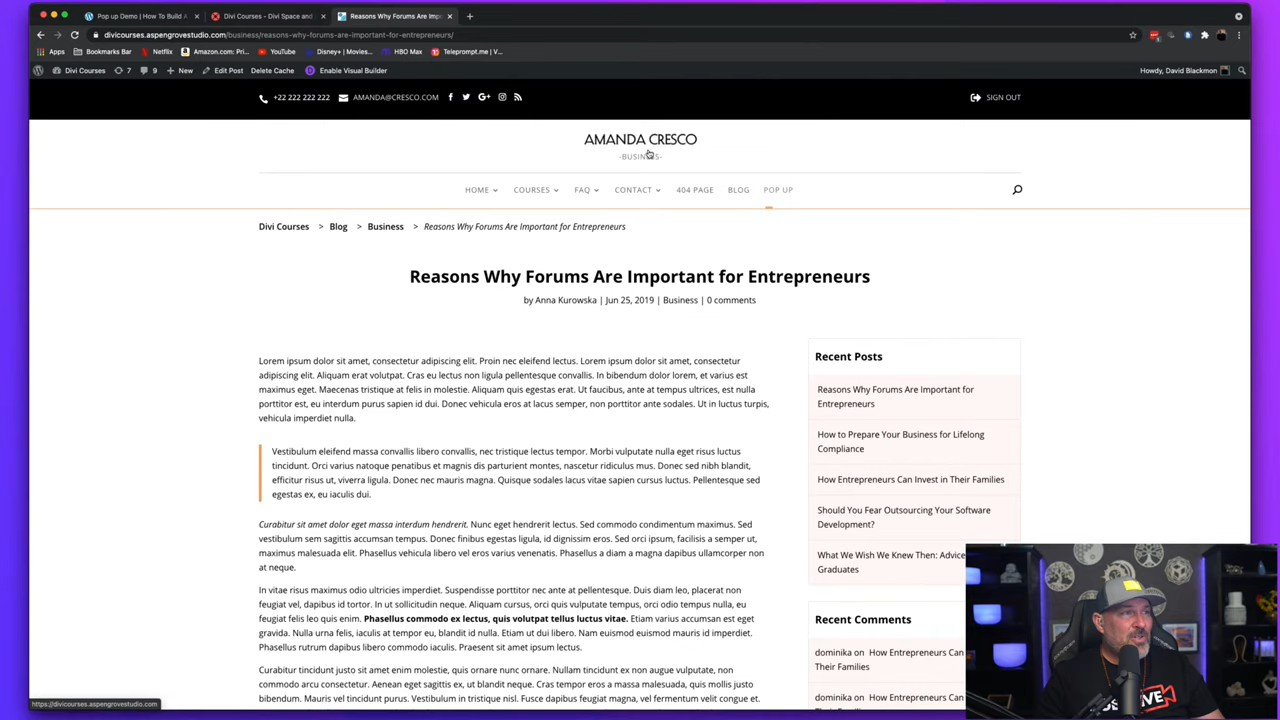 Pop up Demo | How To Build A
Divi Courses - Divi Space and
Reasons Why Forums Are Impo
divicourses.aspengrovestudio.com/business/reasons-why-forums-are-important-for-entrepreneurs/
Apps
Bookmarks Bar
Netflix
Amazon.com: Pri...
YouTube
Disney+ | Movies...
HBO Max
Teleprompt.me | V...
Divi Courses
7
9
+ New
Edit Post
Delete Cache
Enable Visual Builder
Howdy, David Blackmon
+22 222 222 222
AMANDA@CRESCO.COM
SIGN OUT
AMANDA CRESCO
-BUSINESS-
HOME
COURSES
FAQ
CONTACT
404 PAGE
BLOG
POP UP
Divi Courses > Blog > Business > Reasons Why Forums Are Important for Entrepreneurs
Reasons Why Forums Are Important for Entrepreneurs
by Anna Kurowska | Jun 25, 2019 | Business | 0 comments
Lorem ipsum dolor sit amet, consectetur adipiscing elit. Proin nec eleifend lectus. Lorem ipsum dolor sit amet, consectetur
adipiscing elit. Aliquam erat volutpat. Cras eu lectus non ligula pellentesque convallis. In bibendum dolor lorem, et varius est
maximus eget. Maecenas tristique at felis in molestie. Aliquam quis egestas erat. Ut faucibus, ante at tempus ultrices, est nulla
porttitor est, eu interdum purus sapien id dui. Donec vehicula eros at lacus semper, non porttitor ante sodales. Ut in luctus turpis,
vehicula imperdiet nulla.
Vestibulum eleifend massa convallis libero convallis, nec tristique lectus tempor. Morbi vulputate nulla eget risus luctus
tincidunt. Orci varius natoque penatibus et magnis dis parturient montes, nascetur ridiculus mus. Donec sed nibh blandit,
efficitur risus ut, viverra ligula. Donec nec mauris magna. Quisque sodales lacus vitae sapien cursus luctus. Pellentesque sed
egestas ex, eu iaculis dui.
Curabitur sit amet dolor eget massa interdum hendrerit. Nunc eget hendrerit lectus. Sed commodo condimentum maximus. Sed
vestibulum sem sagittis accumsan tempus. Donec finibus egestas ligula, id dignissim eros. Sed orci ipsum, facilisis a semper ut,
maximus malesuada elit. Phasellus vehicula libero vel eros varius venenatis. Phasellus a diam a magna dapibus ullamcorper non
at neque.
In vitae risus maximus odio ultricies imperdiet. Suspendisse porttitor nec ante at pellentesque. Duis diam leo, placerat non
feugiat vel, dapibus id tortor. In ut sollicitudin neque. Aliquam cursus, orci quis vulputate tempus, orci odio tempus nulla, eu
feugiat felis leo quis enim. Phasellus commodo ex lectus, quis volutpat tellus luctus vitae. Etiam varius accumsan est eget
gravida. Nulla urna felis, iaculis at tempor eu, blandit id nulla. Etiam ut dui libero. Nam euismod euismod mauris id imperdiet.
Phasellus rutrum dapibus libero commodo iaculis. Praesent sit amet ipsum lectus.
Curabitur tincidunt justo sit amet enim molestie, quis ornare nunc ornare. Nullam tincidunt ex non augue vulputate, non
commodo arcu consectetur. Aenean eget sagittis ex, ut blandit nulla. Cras tempor eros a massa malesuada, ut commodo velit mollis.
bibendum. Mauris varius tempus in tristique nisl. Class aptent taciti dapibus feugiat magna, vel feugiat elit scelerisque quis.
Recent Posts
Reasons Why Forums Are Important for
Entrepreneurs
How to Prepare Your Business for Lifelong
Compliance
How Entrepreneurs Can Invest in Their Families
Should You Fear Outsourcing Your Software
Development?
What We Wish We Knew Then: Advice
Graduates
Recent Comments
dominika on How Entrepreneurs Can
Their Families
dominika on How Entrepreneurs Can
https://divicourses.aspengrovestudio.com